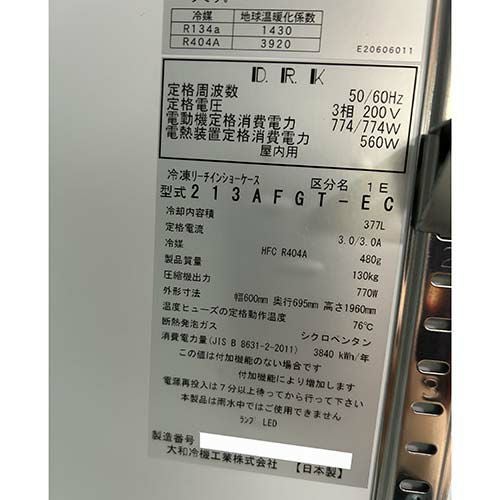 冷媒 地球温暖化係数
R134a 1430
R404A 3920
E20606011
D.R.K
定格周波数 50/60Hz
定格電圧 3相 200V
電動機定格消費電力 774/774W
電熱装置定格消費電力 560W
屋内用
冷凍リーチインショーケース 区分名 1E
型式213AFGT-EC
冷却内容積 377L
定格電流 3.0/3.0A
冷媒 HFC R404A 480g
製品質量 130kg
圧縮機出力 770W
外形寸法 幅600mm 奥行695mm 高さ1960mm
温度ヒューズの定格動作温度 76℃
断熱発泡ガス シクロペンタン
消費電力量(JIS B 8631-2-2011) 3840 kWh/年
この値は付加機能のない場合です
付加機能により増加します
電源再投入は7分以上待ってから行って下さい
本製品は雨水中ではご使用できません
ランプ LED
製造番号
大和冷機工業株式会社 【日本製】